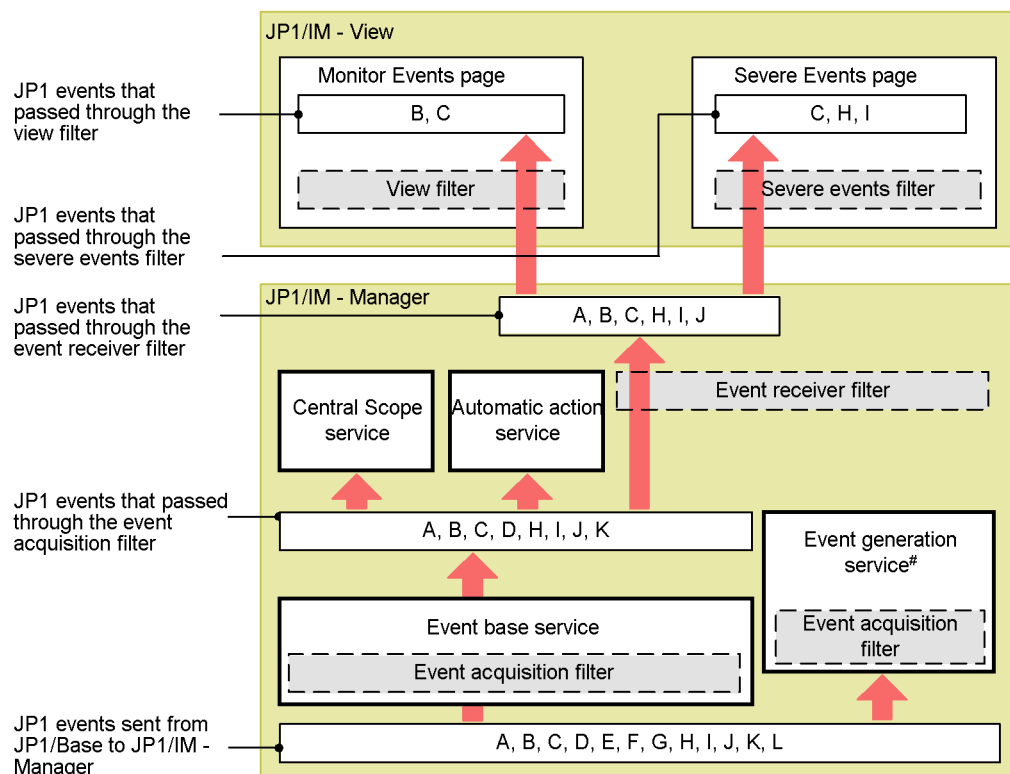 JP1/IM - View
JP1 events that
passed through the
view filter
Monitor Events page
B, C
View filter
Severe Events page
C, H, I
Severe events filter
JP1 events that
passed through the
severe events filter
JP1/IM - Manager
JP1 events that
passed through the
event receiver filter
A, B, C, H, I, J
Event receiver filter
Central Scope
service
Automatic action
service
JP1 events that passed
through the event
acquisition filter
A, B, C, D, H, I, J, K
Event generation
service#
Event acquisition
filter
Event base service
Event acquisition filter
JP1 events sent from
JP1/Base to JP1/IM -
Manager
A, B, C, D, E, F, G, H, I, J, K, L